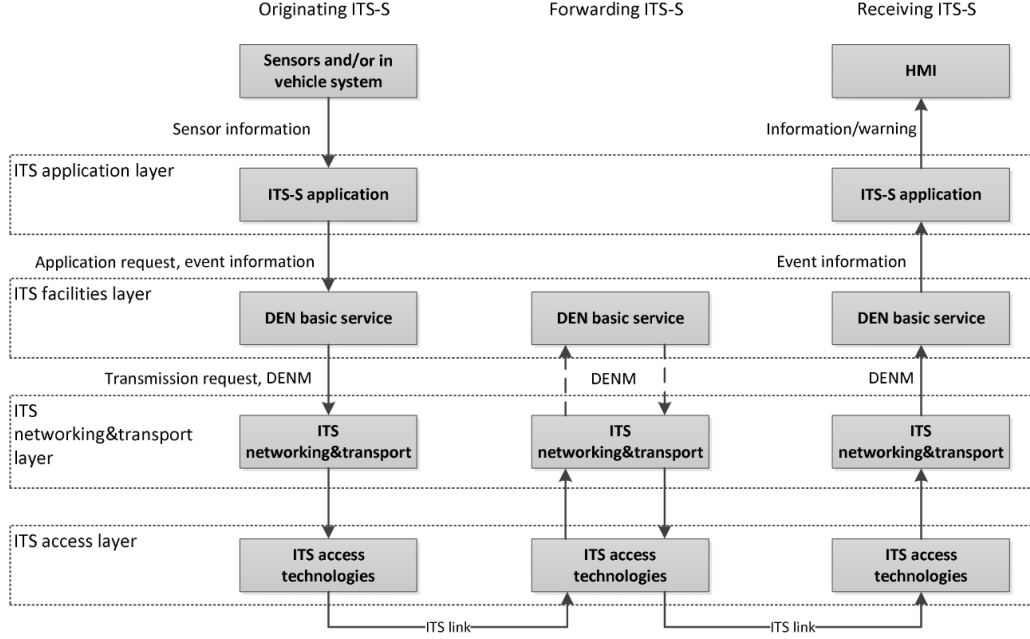 Originating ITS-S
Forwarding ITS-S
Receiving ITS-S
Sensors and/or in
vehicle system
HMI
Sensor information
Information/warning
ITS application layer
ITS-S application
ITS-S application
Application request, event information
Event information
ITS facilities layer
DEN basic service
DEN basic service
DEN basic service
Transmission request, DENM
DENM
DENM
ITS
networking&transport
layer
ITS
networking&transport
ITS
networking&transport
ITS
networking&transport
ITS access layer
ITS access
technologies
ITS access
technologies
ITS access
technologies
ITS link
ITS link